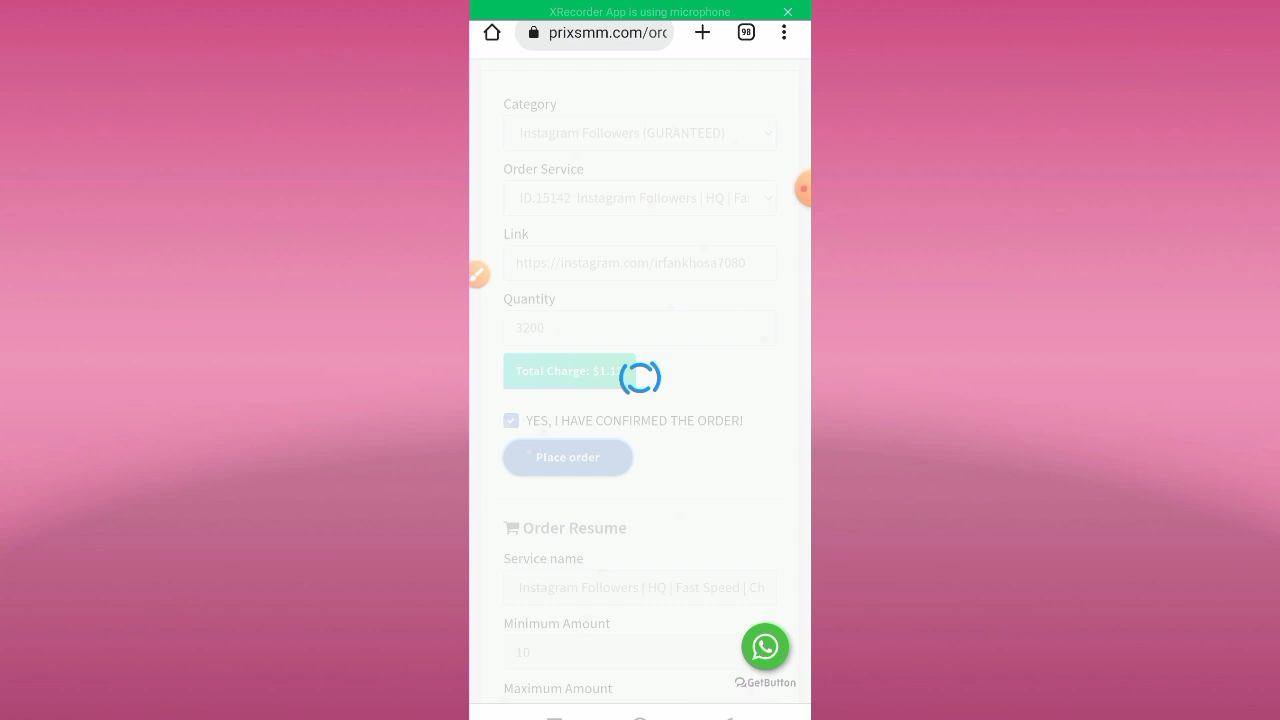 XRecorder App is using microphone
prixsmm.com/orc
98
Category
Instagram Followers (GURANTEED)
Order Service
ID:15142 Instagram Followers | HQ | Fa
Link
https://instagram.com/irfankhosa7080
Quantity
3200
Total Charge: $1.1
YES, I HAVE CONFIRMED THE ORDER!
Place order
Order Resume
Service name
Instagram Followers | HQ | Fast Speed | Ch
Minimum Amount
10
GetButton
Maximum Amount